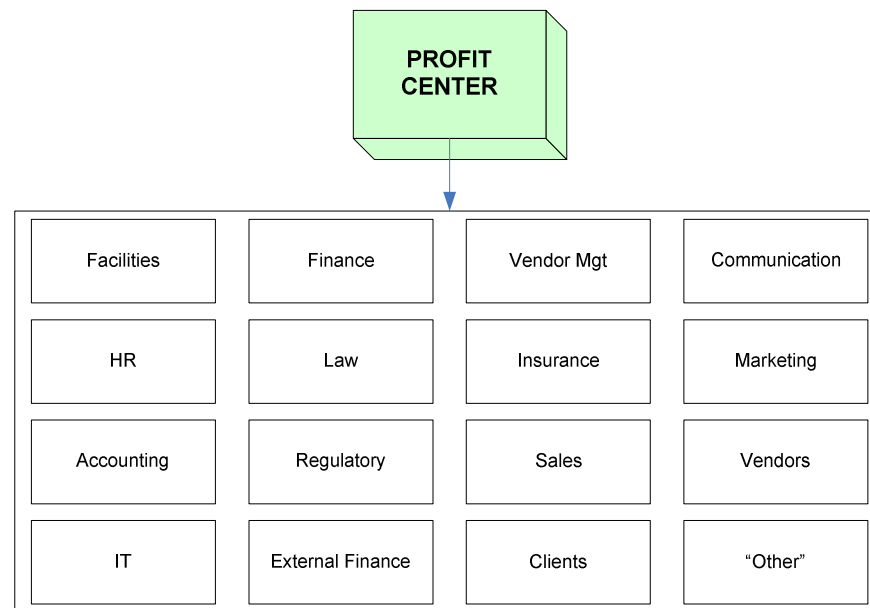 PROFIT
CENTER
Facilities
Finance
Vendor Mgt
Communication
HR
Law
Insurance
Marketing
Accounting
Regulatory
Sales
Vendors
IT
External Finance
Clients
“Other”